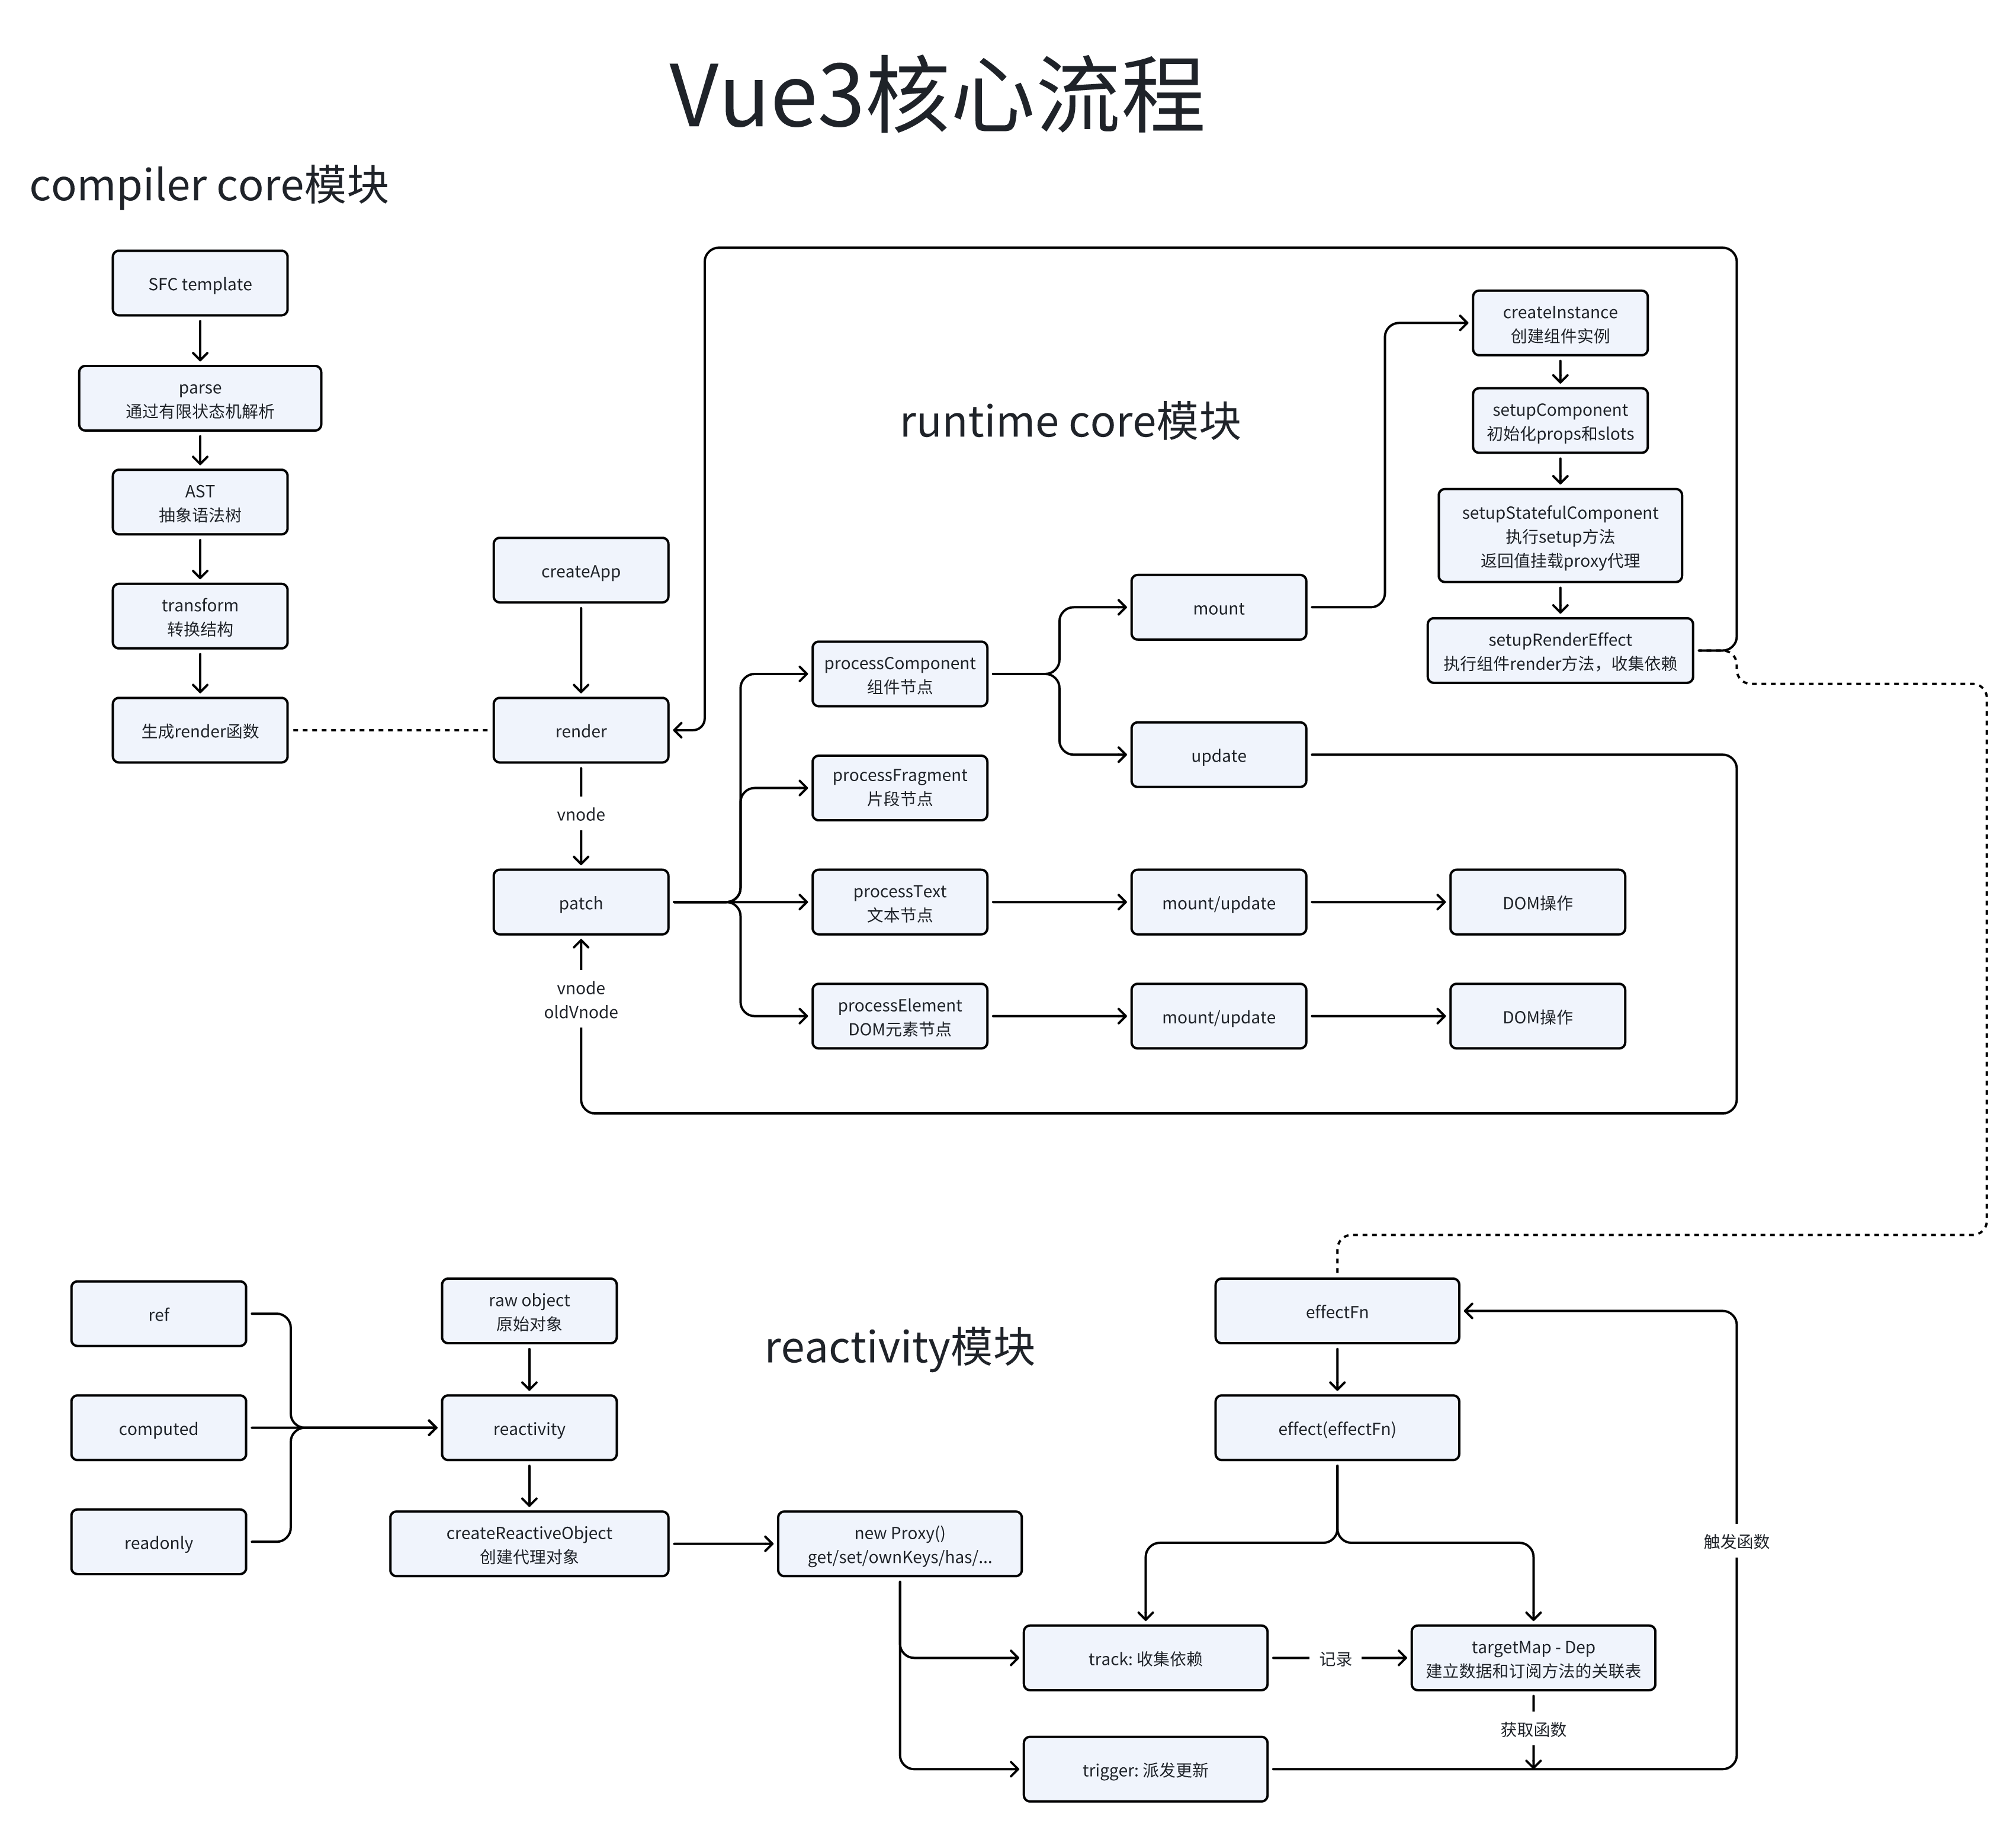 Vue3核心流程
compiler core模块
SFC template
parse
通过有限状态机解析
AST
抽象语法树
transform
转换结构
生成render函数
runtime core模块
createApp
render
vnode
patch
vnode
oldVnode
processComponent
组件节点
processFragment
片段节点
processText
文本节点
processElement
DOM元素节点
mount
update
mount/update
mount/update
createInstance
创建组件实例
setupComponent
初始化props和slots
setupStatefulComponent
执行setup方法
返回值挂载proxy代理
setupRenderEffect
执行组件render方法，收集依赖
DOM操作
DOM操作
reactivity模块
ref
computed
readonly
raw object
原始对象
reactivity
createReactiveObject
创建代理对象
new Proxy()
get/set/ownKeys/has/...
effectFn
effect(effectFn)
track: 收集依赖
记录
targetMap - Dep
建立数据和订阅方法的关联表
获取函数
trigger: 派发更新
触发函数